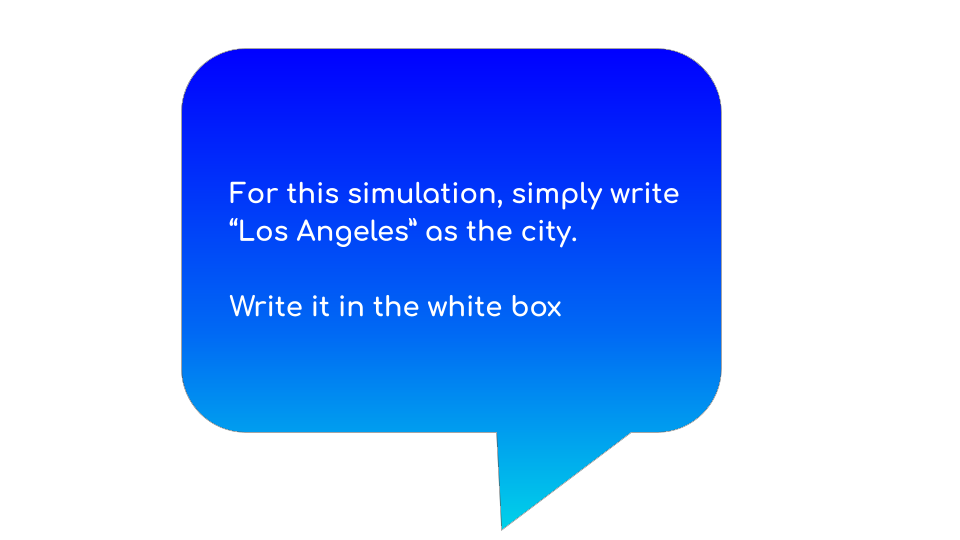 For this simulation, simply write
“Los Angeles” as the city.
Write it in the white box